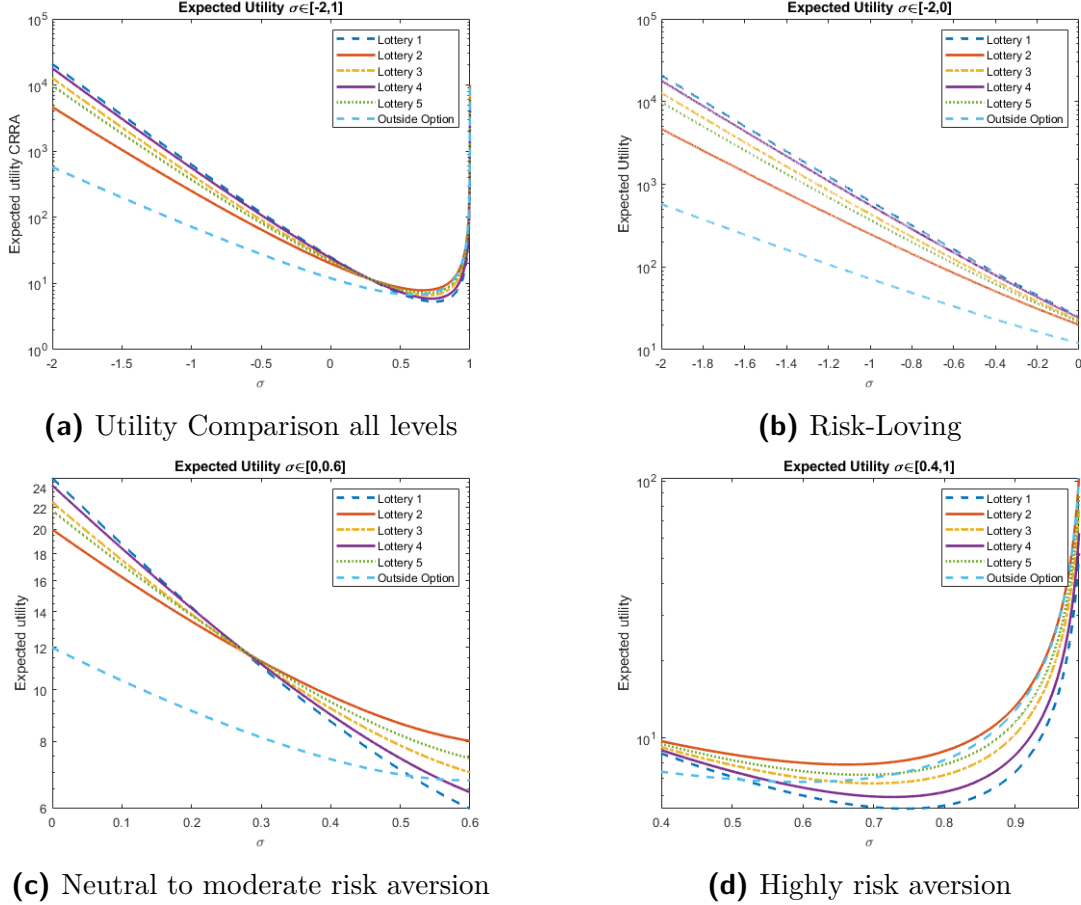 Expected Utility σ∈[-2,1]
10^5
10^4
10^3
10^2
10^1
10^0
Expected utility CRRA
-2 -1.5 -1 -0.5 0 0.5 1
σ
Lottery 1
Lottery 2
Lottery 3
Lottery 4
Lottery 5
Outside Option
(a) Utility Comparison all levels
Expected Utility σ∈[-2,0]
10^5
10^4
10^3
10^2
10^1
Expected Utility
-2 -1.8 -1.6 -1.4 -1.2 -1 -0.8 -0.6 -0.4 -0.2 0
σ
Lottery 1
Lottery 2
Lottery 3
Lottery 4
Lottery 5
Outside Option
(b) Risk-Loving
Expected Utility σ∈[0,0.6]
24
22
20
18
16
14
12
10
8
6
Expected utility
0 0.1 0.2 0.3 0.4 0.5 0.6
σ
Lottery 1
Lottery 2
Lottery 3
Lottery 4
Lottery 5
Outside Option
(c) Neutral to moderate risk aversion
Expected Utility σ∈[0.4,1]
10^2
10^1
Expected utility
0.4 0.5 0.6 0.7 0.8 0.9
σ
Lottery 1
Lottery 2
Lottery 3
Lottery 4
Lottery 5
Outside Option
(d) Highly risk aversion